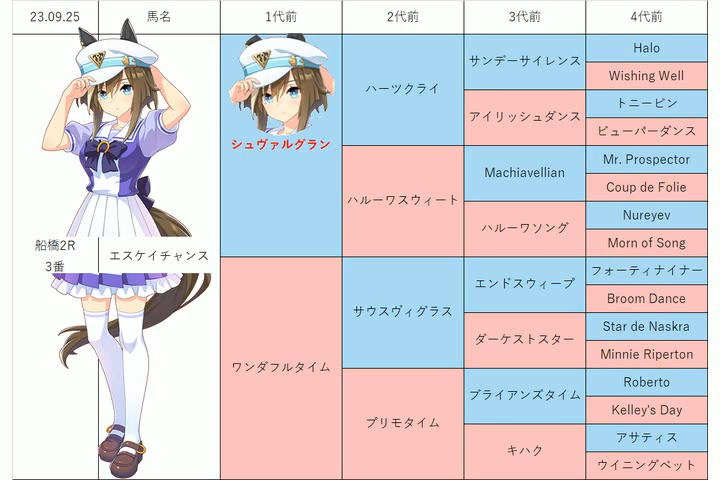 23.09.25 馬名 1代前 2代前 3代前 4代前
シュヴァルグラン
ハーツクライ
サンデーサイレンス
Halo
Wishing Well
アイリッシュダンス
トニービン
ビューパーダンス
ハルーワスウィート
Machiavellian
Mr. Prospector
Coup de Folie
ハルーワソング
Nureyev
Morn of Song
船橋2R
3番
エスケイチャンス
ワンダフルタイム
サウスヴィグラス
エンドスウィープ
フォーティナイナー
Broom Dance
ダーケストスター
Star de Naskra
Minnie Riperton
プリモタイム
ブライアンズタイム
Roberto
Kelley's Day
キハク
アサティス
ウイニングペット